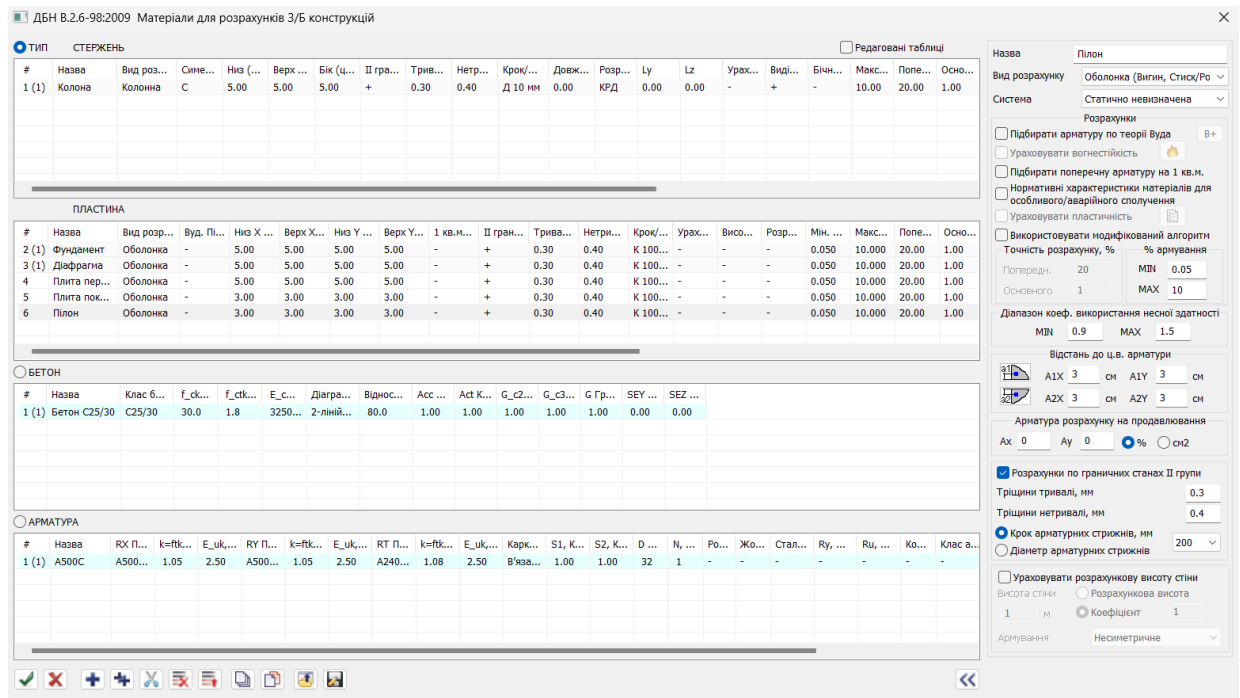 ДБН В.2.6-98:2009 Матеріали для розрахунків З/Б конструкцій
ТИП СТЕРЖЕНЬ Редаговані таблиці
# Назва Вид роз... Симе... Низ (... Верх ... Бік (ц... II гра... Трив... Нетр... Крок/... Довж... Розр... Ly Lz Урах... Виді... Бічн... Макс... Попе... Осно...
1 (1) Колона Колонна С 5.00 5.00 5.00 + 0.30 0.40 Д 10 мм 0.00 КРД 0.00 0.00 - + - 10.00 20.00 1.00
ПЛАСТИНА
# Назва Вид розр... Вуд. Пі... Низ X ... Верх X... Низ Y ... Верх Y... 1 кв.м... II гран... Трива... Нетри... Крок/... Урах... Висо... Розр... Мін. ... Макс... Попе... Осно...
2 (1) Фундамент Оболонка - 5.00 5.00 5.00 5.00 - + 0.30 0.40 К 100... - - - 0.050 10.000 20.00 1.00
3 (1) Діафрагма Оболонка - 5.00 5.00 5.00 5.00 - + 0.30 0.40 К 100... - - - 0.050 10.000 20.00 1.00
4 Плита пер... Оболонка - 5.00 5.00 5.00 5.00 - + 0.30 0.40 К 100... - - - 0.050 10.000 20.00 1.00
5 Плита пок... Оболонка - 3.00 3.00 3.00 3.00 - + 0.30 0.40 К 100... - - - 0.050 10.000 20.00 1.00
6 Пілон Оболонка - 3.00 3.00 3.00 3.00 - + 0.30 0.40 К 100... - - - 0.050 10.000 20.00 1.00
БЕТОН
# Назва Клас б... f_ck... f_ctk... E_c... Діагра... Віднос... Acc ... Act K... G_c2... G_c3... G Гр... SEY ... SEZ ...
1 (1) Бетон C25/30 C25/30 30.0 1.8 3250... 2-ліній... 80.0 1.00 1.00 1.00 1.00 1.00 0.00 0.00
АРМАТУРА
# Назва RX П... k=ftk... E_uk,... RY П... k=ftk... E_uk,... RT П... k=ftk... E_uk,... Карк... S1, К... S2, К... D ... N, ... Ро... Жо... Стал... Ry, ... Ru, ... Ко... Клас а...
1 (1) A500C A500... 1.05 2.50 A500... 1.05 2.50 A240... 1.08 2.50 В'яза... 1.00 1.00 32 1 - - - - - - -
Назва Пілон
Вид розрахунку Оболонка (Вигин, Стиск/Ро
Система Статично невизначена
Розрахунки
Підбирати арматуру по теорії Вуда B+
Ураховувати вогнестійкість
Підбирати поперечну арматуру на 1 кв.м.
Нормативні характеристики матеріалів для
особливого/аварійного сполучення
Ураховувати пластичність
Використовувати модифікований алгоритм
Точність розрахунку, % % армування
Попередн. 20 MIN 0.05
Основного 1 MAX 10
Діапазон коеф. використання несної здатності
MIN 0.9 MAX 1.5
Відстань до ц.в. арматури
a1 A1X 3 см A1Y 3 см
a2 A2X 3 см A2Y 3 см
Арматура розрахунку на продавлювання
Ax 0 Ay 0 % см2
Розрахунки по граничних станах II групи
Тріщини тривалі, мм 0.3
Тріщини нетривалі, мм 0.4
Крок арматурних стрижнів, мм 200
Діаметр арматурних стрижнів
Ураховувати розрахункову висоту стіни
Висота стіни Розрахункова висота
1 м Коефіцієнт 1
Армування Несиметричне